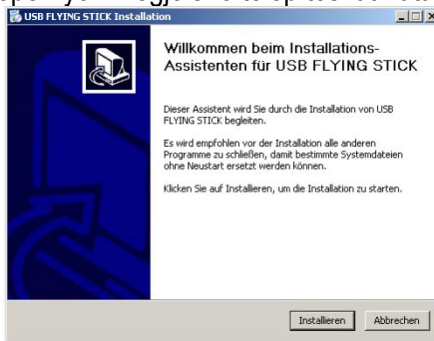 USB FLYING STICK Installation
Willkommen beim Installations-
Assistenten für USB FLYING STICK
Dieser Assistent wird Sie durch die Installation von USB
FLYING STICK begleiten.
Es wird empfohlen vor der Installation alle anderen
Programme zu schließen, damit bestimmte Systemdateien
ohne Neustart ersetzt werden können.
Klicken Sie auf Installieren, um die Installation zu starten.
Installieren
Abbrechen